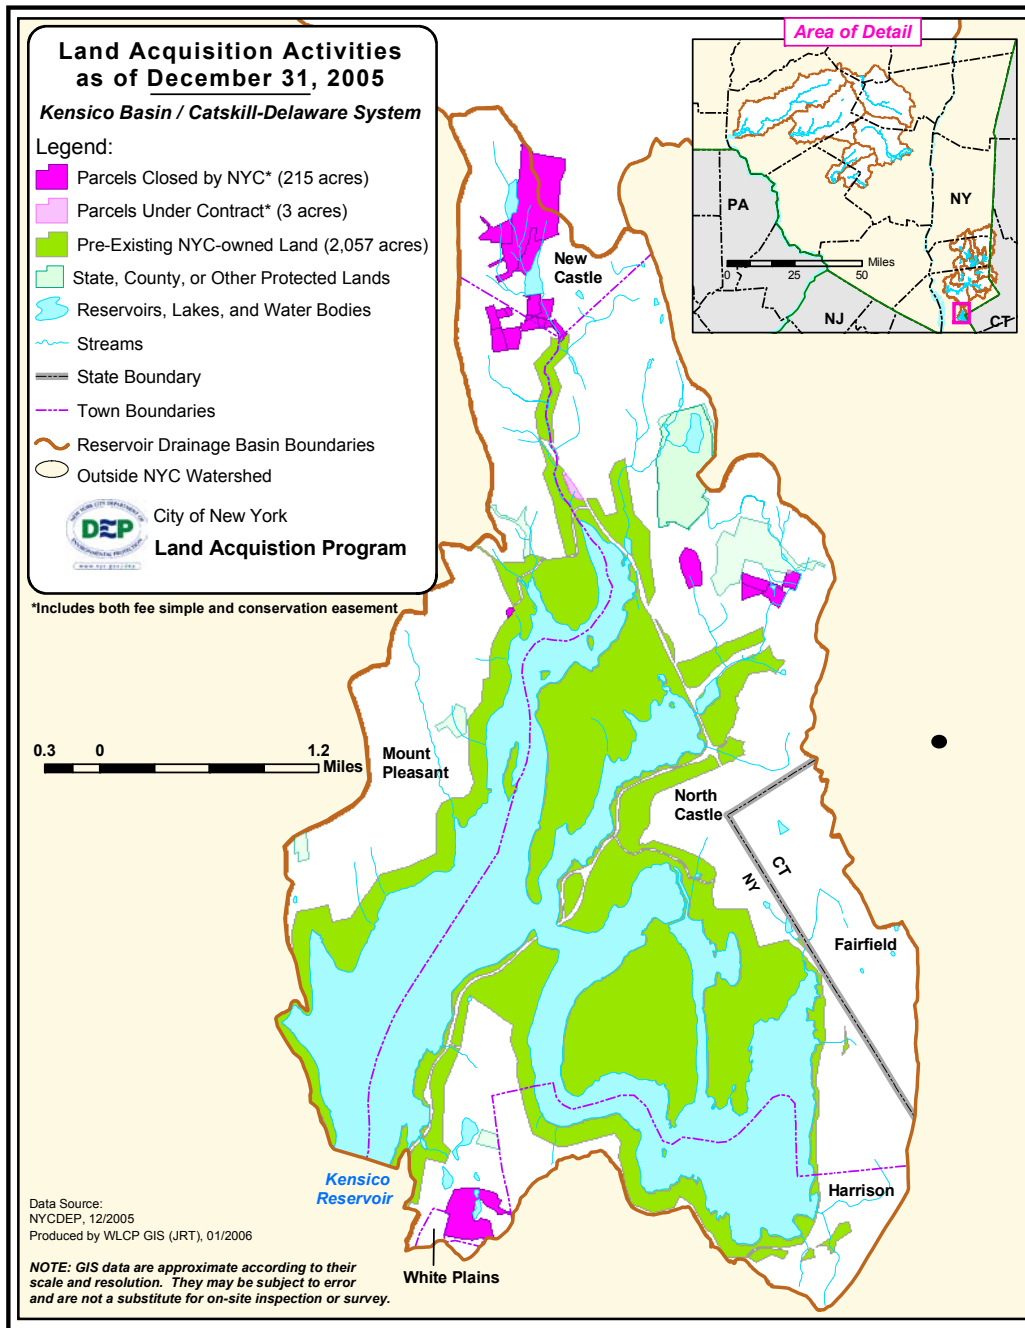 Land Acquisition Activities
as of December 31, 2005
Kensico Basin / Catskill-Delaware System
Legend:
Parcels Closed by NYC* (215 acres)
Parcels Under Contract* (3 acres)
Pre-Existing NYC-owned Land (2,057 acres)
State, County, or Other Protected Lands
Reservoirs, Lakes, and Water Bodies
Streams
State Boundary
Town Boundaries
Reservoir Drainage Basin Boundaries
Outside NYC Watershed
DEP
City of New York
Land Acquistion Program
*Includes both fee simple and conservation easement
Area of Detail
PA
NY
NJ
CT
0 25 50
Miles
New
Castle
0.3 0 1.2
Miles
Mount
Pleasant
North
Castle
CT
NY
Fairfield
Kensico
Reservoir
Harrison
White Plains
Data Source:
NYCDEP, 12/2005
Produced by WLCP GIS (JRT), 01/2006
NOTE: GIS data are approximate according to their
scale and resolution. They may be subject to error
and are not a substitute for on-site inspection or survey.